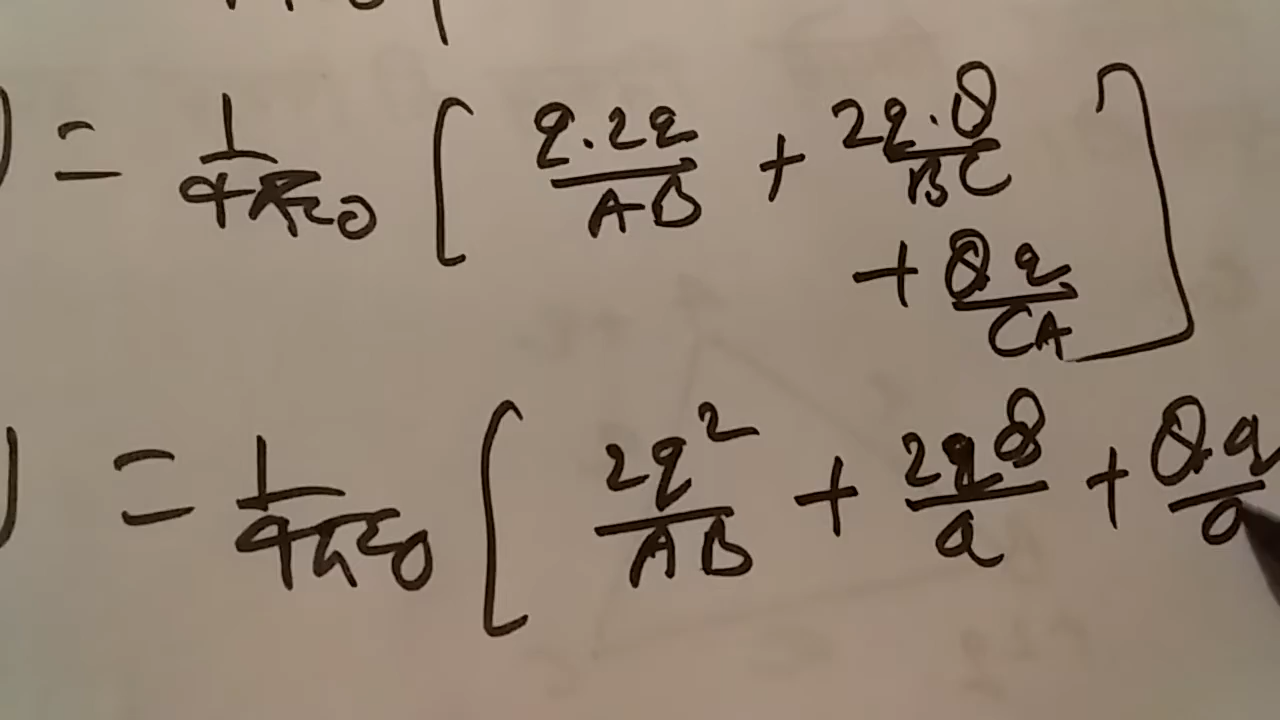 ) = 1/4πε0 [ q.2q/AB + 2q.Q/BC
+ Qq/CA ]
) = 1/4πε0 [ 2q²/AB + 2qQ/a + Qq/a